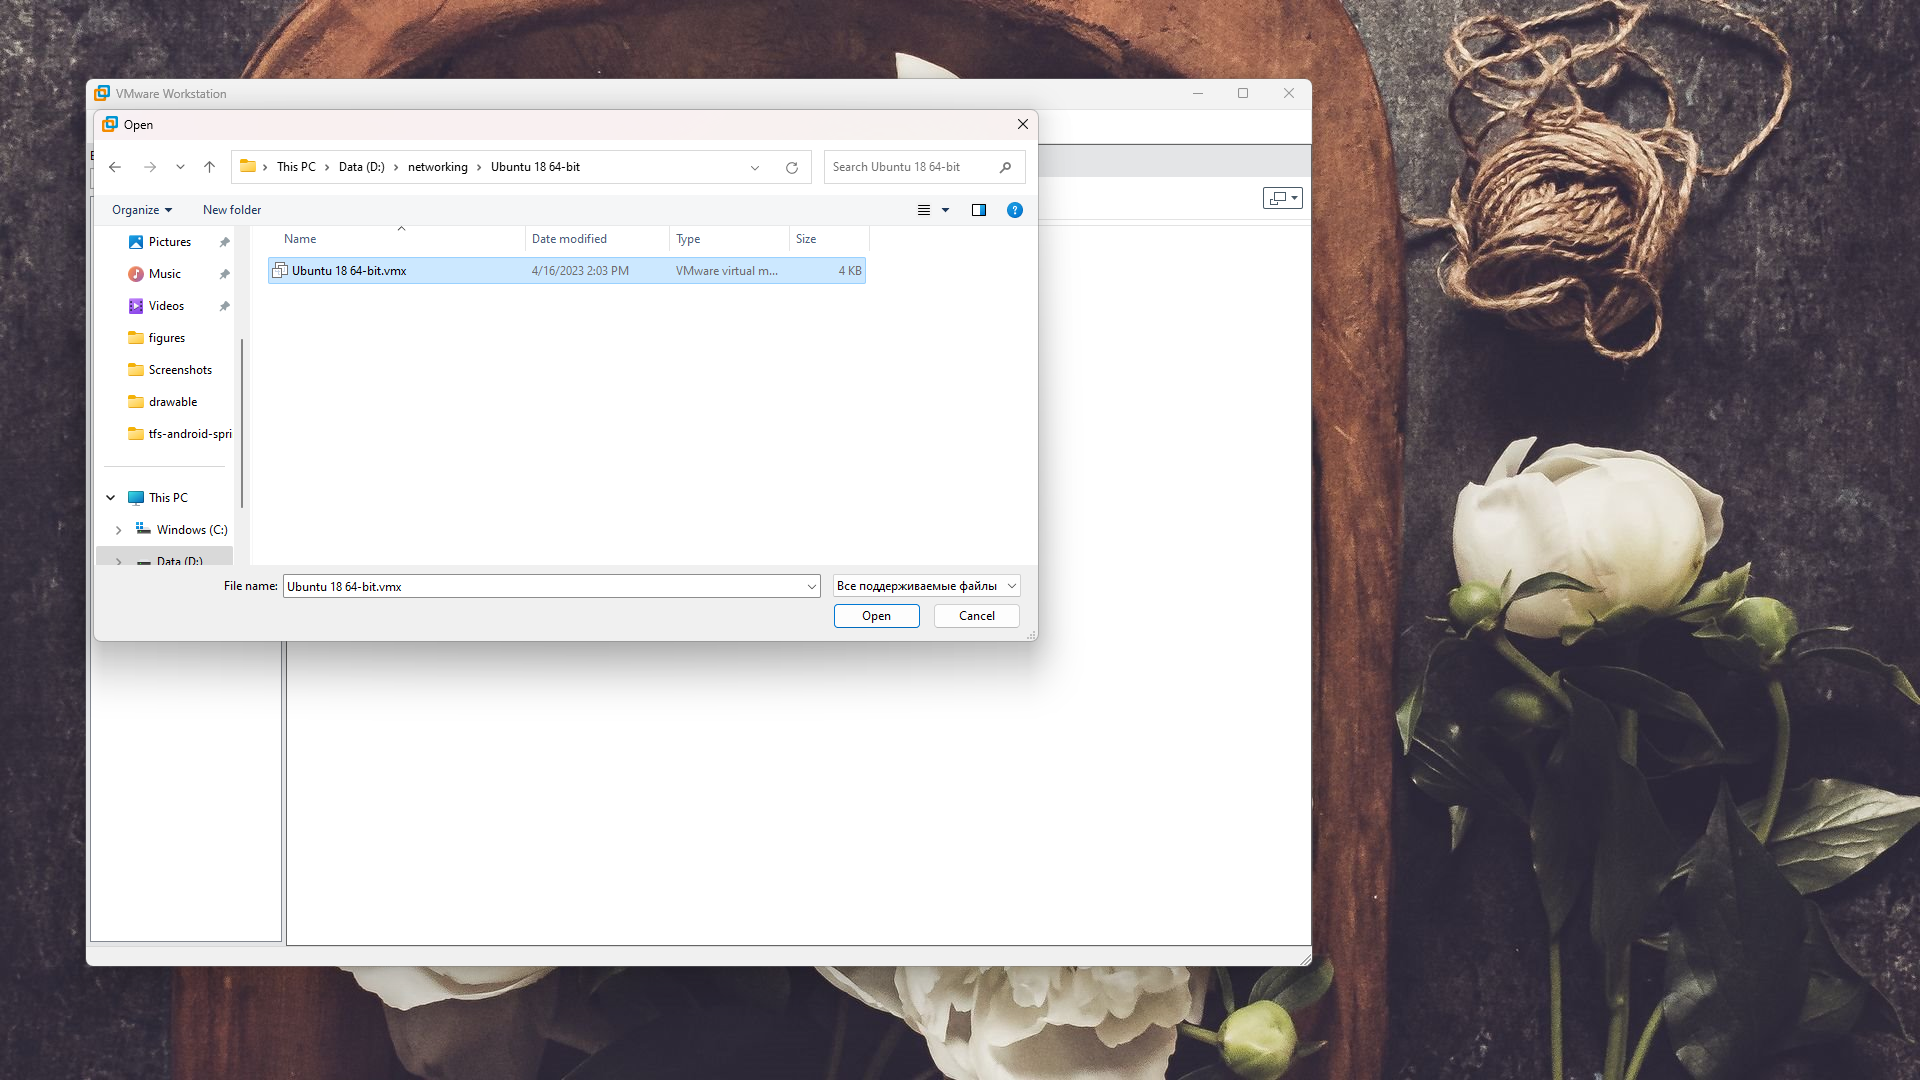 VMware Workstation
Open
This PC
Data (D:)
networking
Ubuntu 18 64-bit
Search Ubuntu 18 64-bit
Organize
New folder
Name
Date modified
Type
Size
Pictures
Music
Videos
figures
Screenshots
drawable
tfs-android-spri
This PC
Windows (C:)
Data (D:)
Ubuntu 18 64-bit.vmx
4/16/2023 2:03 PM
VMware virtual m...
4 KB
File name:
Ubuntu 18 64-bit.vmx
Все поддерживаемые файлы
Open
Cancel